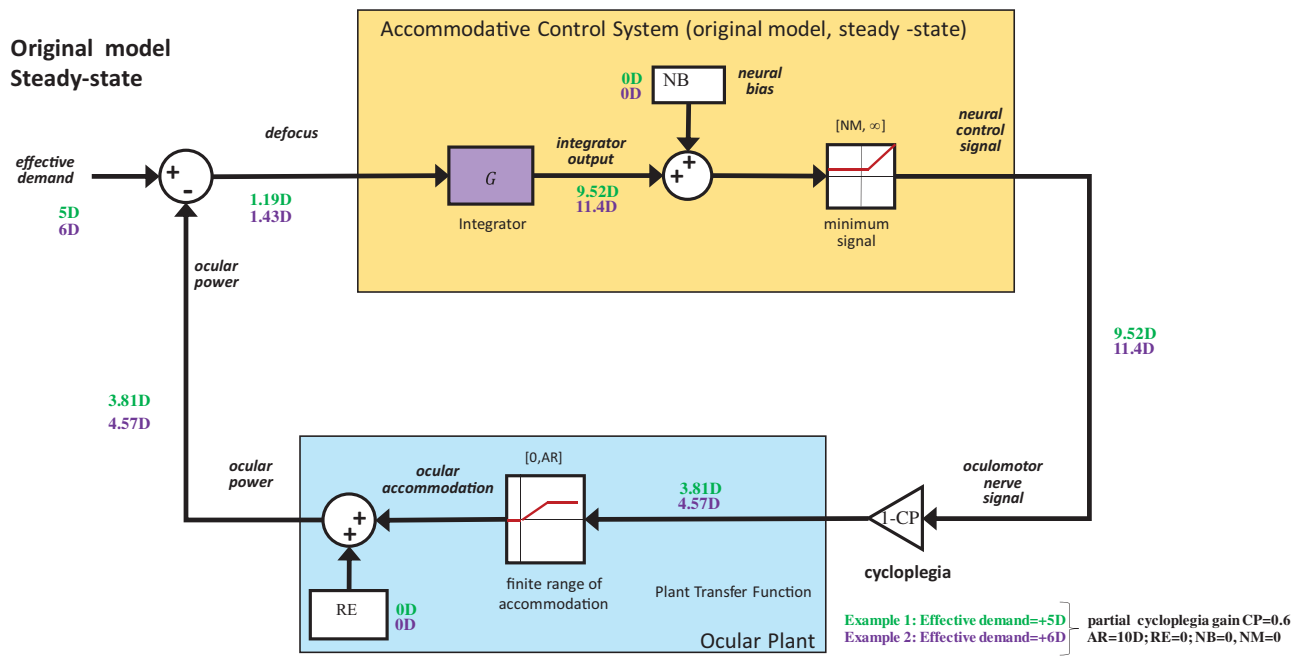 Original model
Steady-state
Accommodative Control System (original model, steady -state)
0D
0D
NB
neural
bias
[NM, ∞]
neural
control
signal
effective
demand
+
-
5D
6D
defocus
1.19D
1.43D
G
Integrator
integrator
output
9.52D
11.4D
+
+
minimum
signal
ocular
power
9.52D
11.4D
3.81D
4.57D
ocular
power
ocular
accommodation
[0,AR]
3.81D
4.57D
oculomotor
nerve
signal
1-CP
cycloplegia
+
+
finite range of
accommodation
Plant Transfer Function
RE
0D
0D
Ocular Plant
Example 1: Effective demand=+5D
Example 2: Effective demand=+6D
partial cycloplegia gain CP=0.6
AR=10D; RE=0; NB=0, NM=0